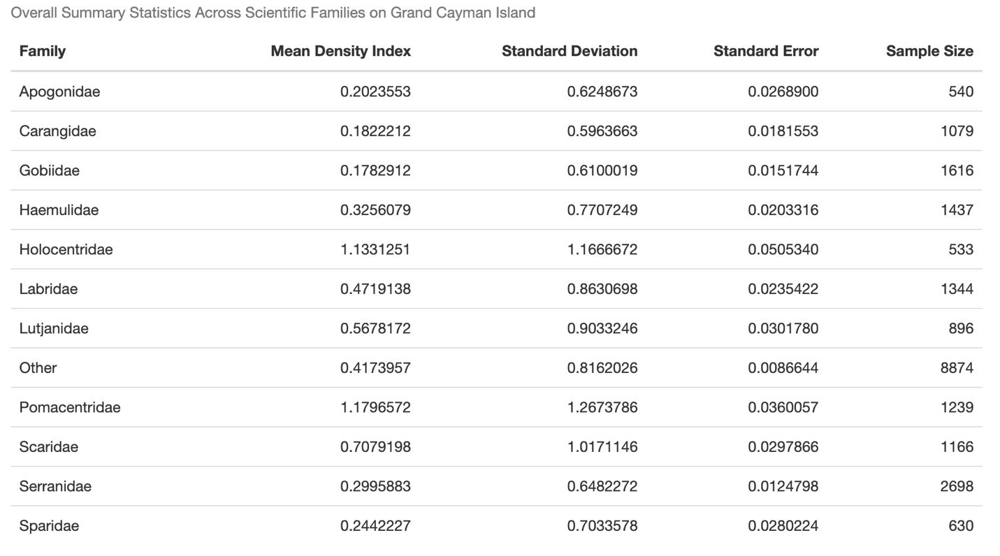 Overall Summary Statistics Across Scientific Families on Grand Cayman Island
Family Mean Density Index Standard Deviation Standard Error Sample Size
Apogonidae 0.2023553 0.6248673 0.0268900 540
Carangidae 0.1822212 0.5963663 0.0181553 1079
Gobiidae 0.1782912 0.6100019 0.0151744 1616
Haemulidae 0.3256079 0.7707249 0.0203316 1437
Holocentridae 1.1331251 1.1666672 0.0505340 533
Labridae 0.4719138 0.8630698 0.0235422 1344
Lutjanidae 0.5678172 0.9033246 0.0301780 896
Other 0.4173957 0.8162026 0.0086644 8874
Pomacentridae 1.1796572 1.2673786 0.0360057 1239
Scaridae 0.7079198 1.0171146 0.0297866 1166
Serranidae 0.2995883 0.6482272 0.0124798 2698
Sparidae 0.2442227 0.7033578 0.0280224 630